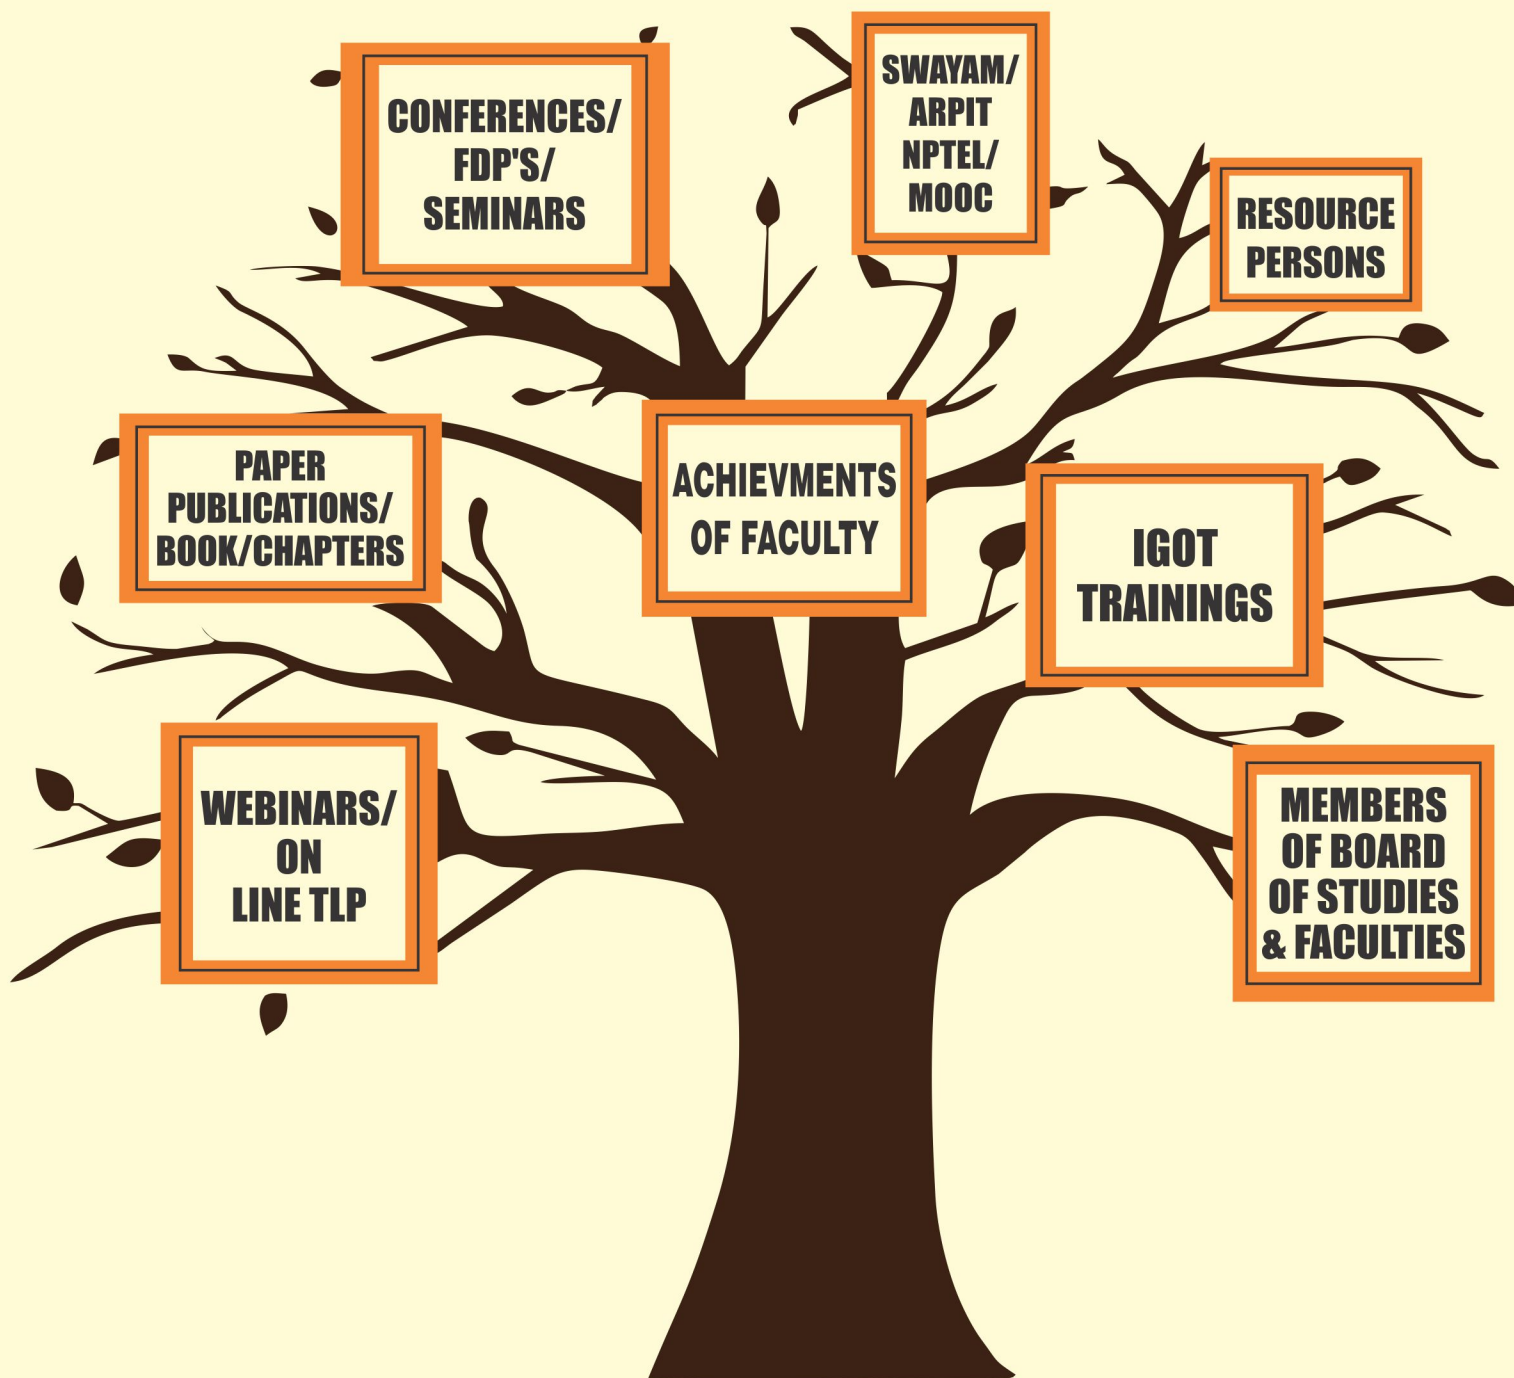 CONFERENCES/
FDP'S/
SEMINARS
SWAYAM/
ARPIT
NPTEL/
MOOC
RESOURCE
PERSONS
PAPER
PUBLICATIONS/
BOOK/CHAPTERS
ACHIEVMENTS
OF FACULTY
IGOT
TRAININGS
WEBINARS/
ON
LINE TLP
MEMBERS
OF BOARD
OF STUDIES
& FACULTIES